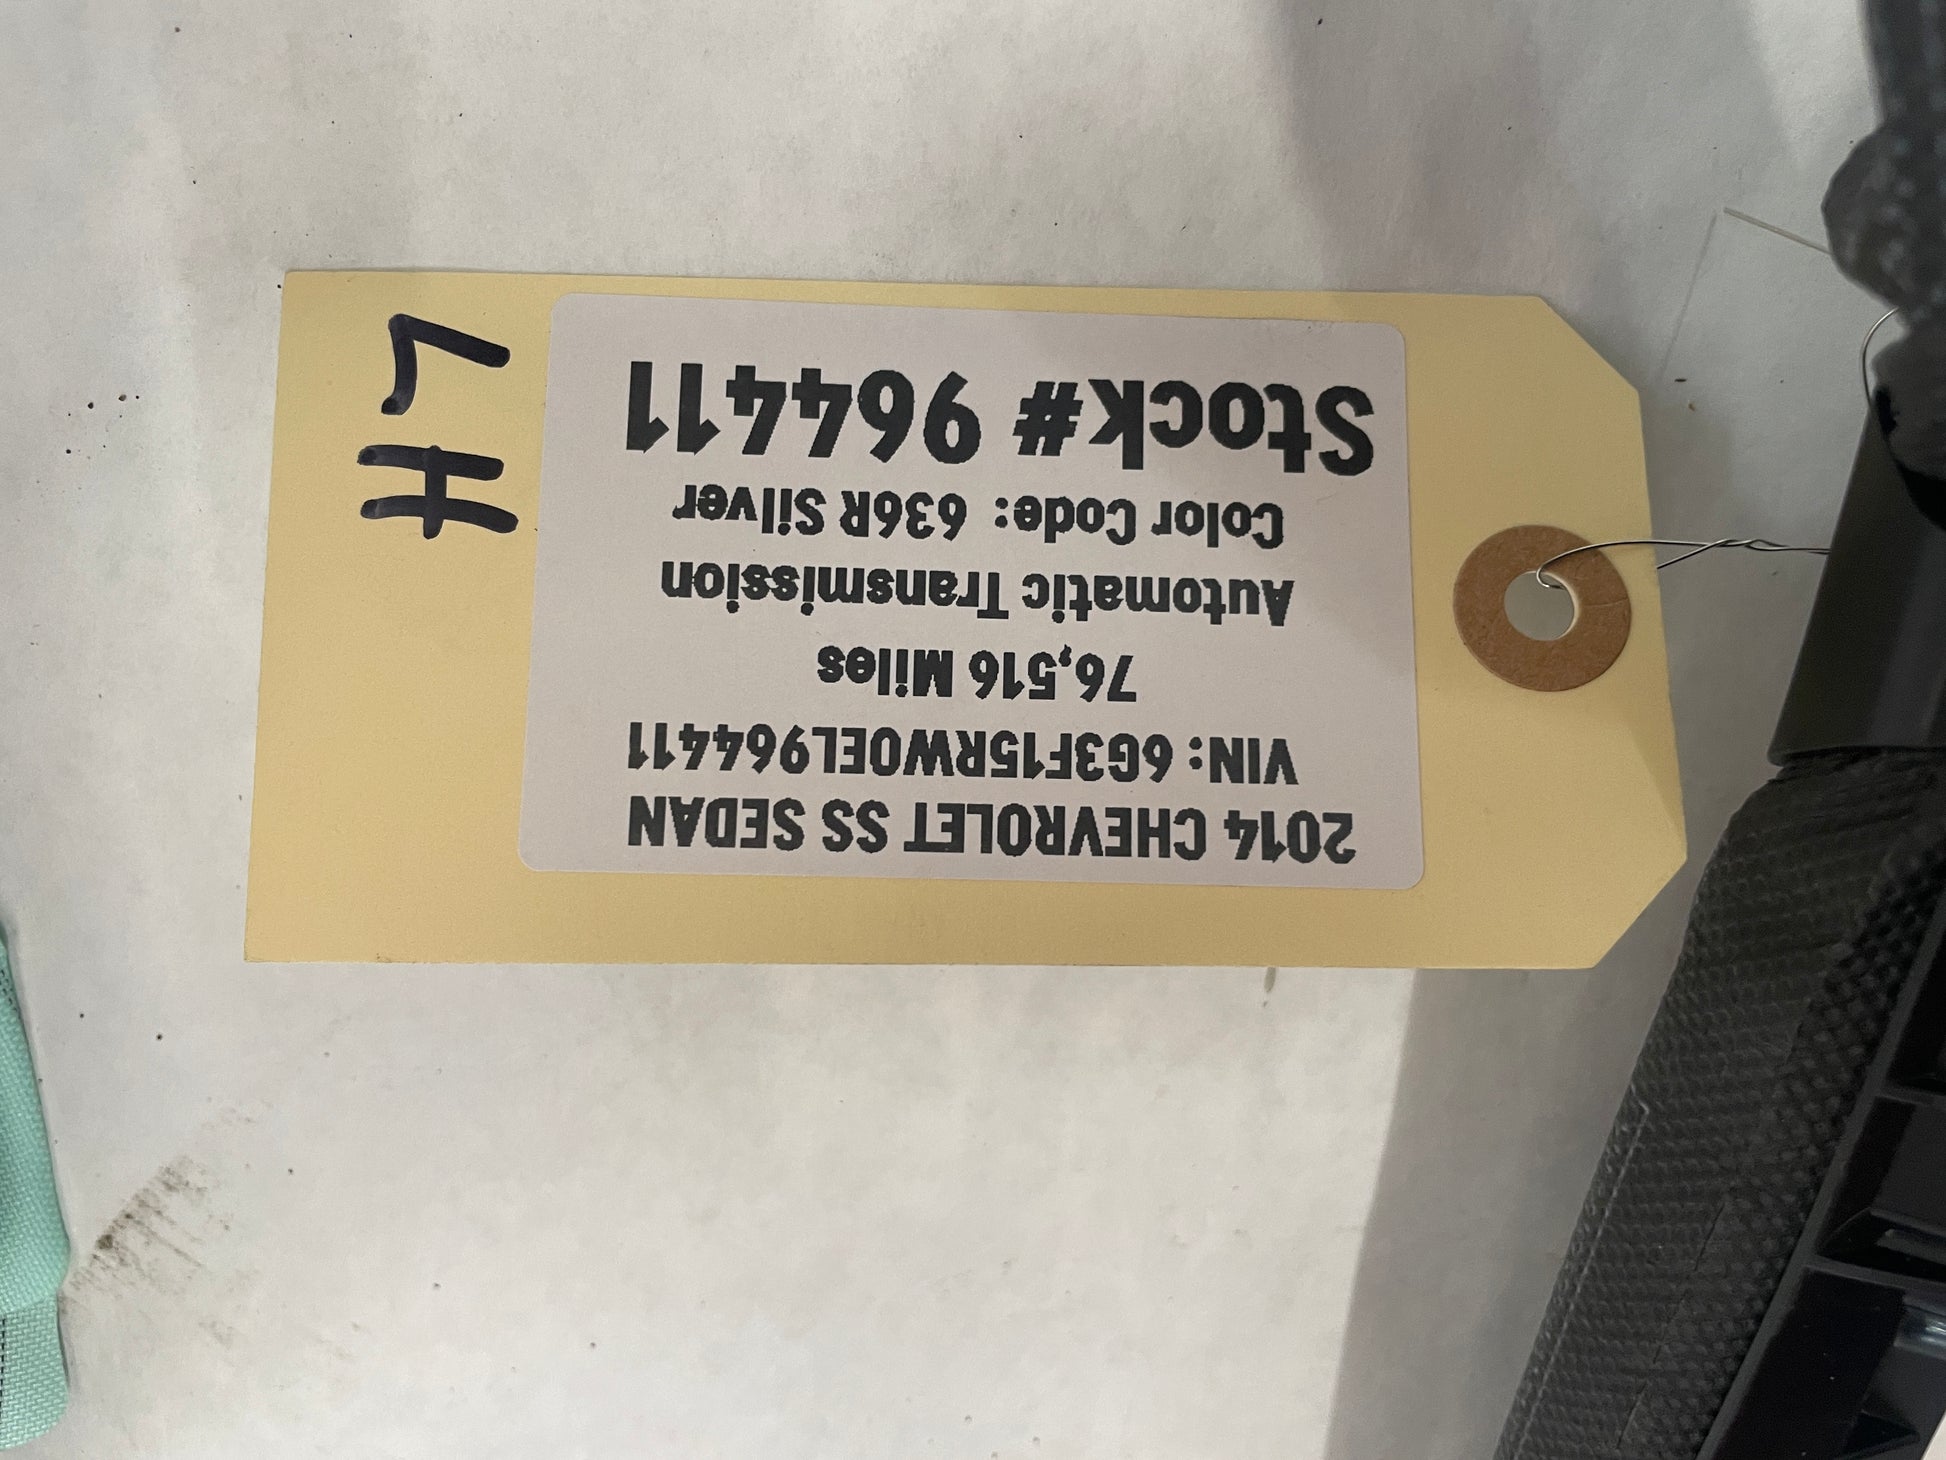 2014 CHEVROLET SS SEDAN
VIN: 6G3F15RW0EL964411
76,516 Miles
Automatic Transmission
Color Code: 636R Silver
Stock# 964411
LH